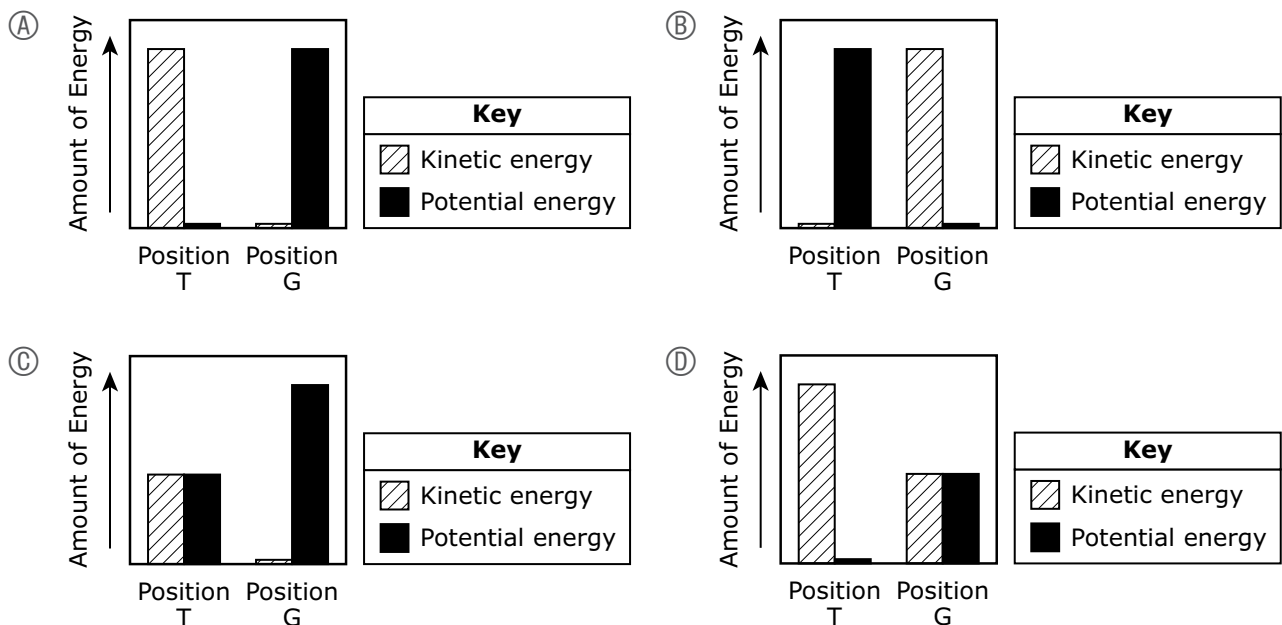 A
Amount of Energy
Position T
Position G
Key
Kinetic energy
Potential energy
B
Amount of Energy
Position T
Position G
Key
Kinetic energy
Potential energy
C
Amount of Energy
Position T
Position G
Key
Kinetic energy
Potential energy
D
Amount of Energy
Position T
Position G
Key
Kinetic energy
Potential energy